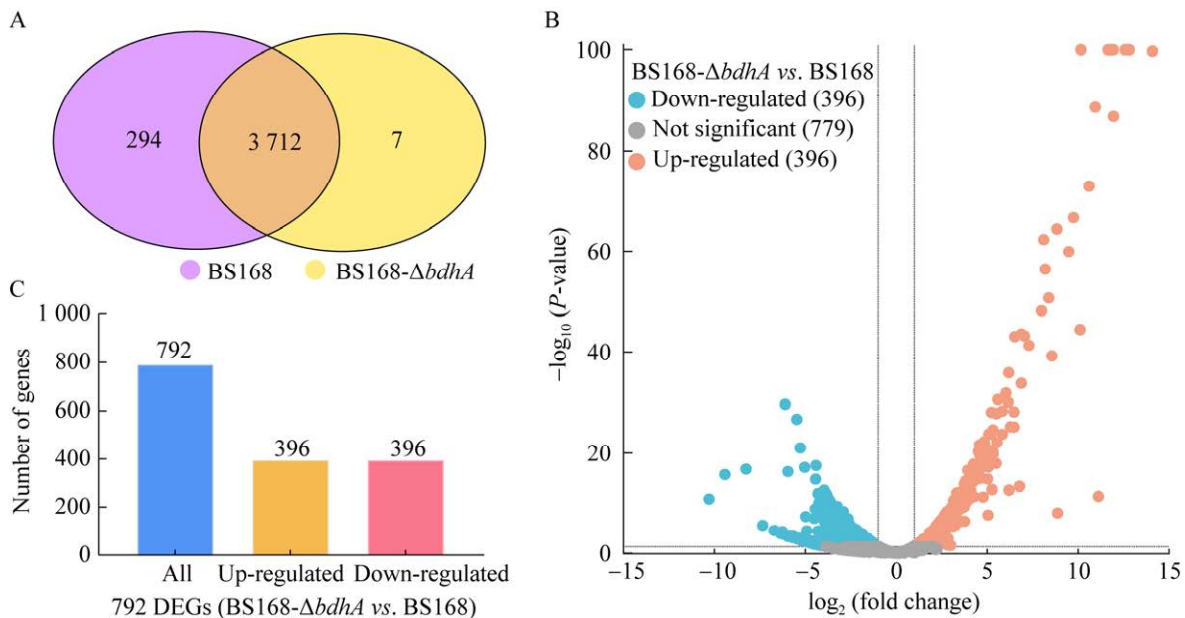 A
294
3 712
7
BS168
BS168-ΔbdhA
B
−log₁₀ (P-value)
100
80
60
40
20
0
BS168-ΔbdhA vs. BS168
Down-regulated (396)
Not significant (779)
Up-regulated (396)
−15
−10
−5
0
5
10
15
log₂ (fold change)
C
Number of genes
1 000
800
600
400
200
0
792
396
396
All
Up-regulated
Down-regulated
792 DEGs (BS168-ΔbdhA vs. BS168)